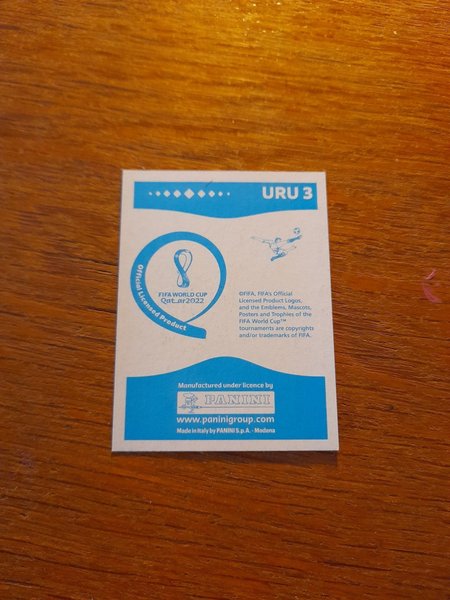 URU 3
Official Licensed Product
FIFA WORLD CUP
Qatar2022
©FIFA, FIFA's Official
Licensed Product Logos,
and the Emblems, Mascots,
Posters and Trophies of the
FIFA World Cup™
tournaments are copyrights
and/or trademarks of FIFA.
Manufactured under licence by
PANINI
www.paninigroup.com
Made in Italy by PANINI S.p.A. - Modena